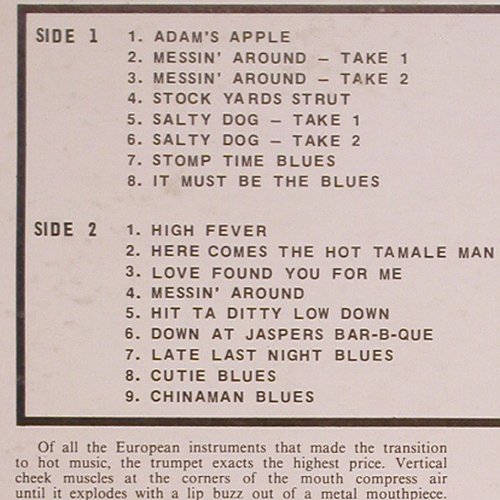 SIDE 1 1. ADAM'S APPLE
2. MESSIN' AROUND – TAKE 1
3. MESSIN' AROUND – TAKE 2
4. STOCK YARDS STRUT
5. SALTY DOG – TAKE 1
6. SALTY DOG – TAKE 2
7. STOMP TIME BLUES
8. IT MUST BE THE BLUES
SIDE 2 1. HIGH FEVER
2. HERE COMES THE HOT TAMALE MAN
3. LOVE FOUND YOU FOR ME
4. MESSIN' AROUND
5. HIT TA DITTY LOW DOWN
6. DOWN AT JASPERS BAR-B-QUE
7. LATE LAST NIGHT BLUES
8. CUTIE BLUES
9. CHINAMAN BLUES
Of all the European instruments that made the transition
to hot music, the trumpet exacts the highest price. Vertical
cheek muscles at the corners of the mouth compress air
until it explodes with a lip buzz out of a metal mouthpiece.